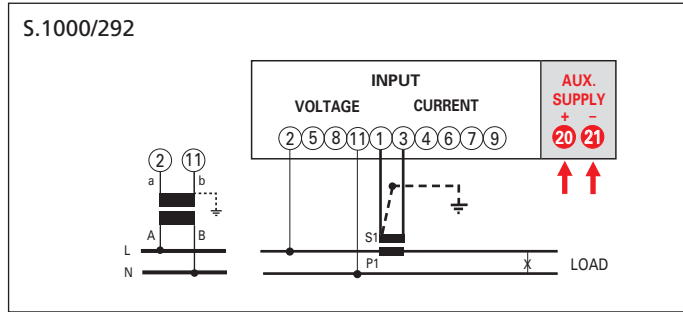 S.1000/292
INPUT
AUX.
SUPPLY
VOLTAGE CURRENT
+ −
2 5 8 11 1 3 4 6 7 9 20 21
2 11
a b
S1
A B
L
P1
X LOAD
N